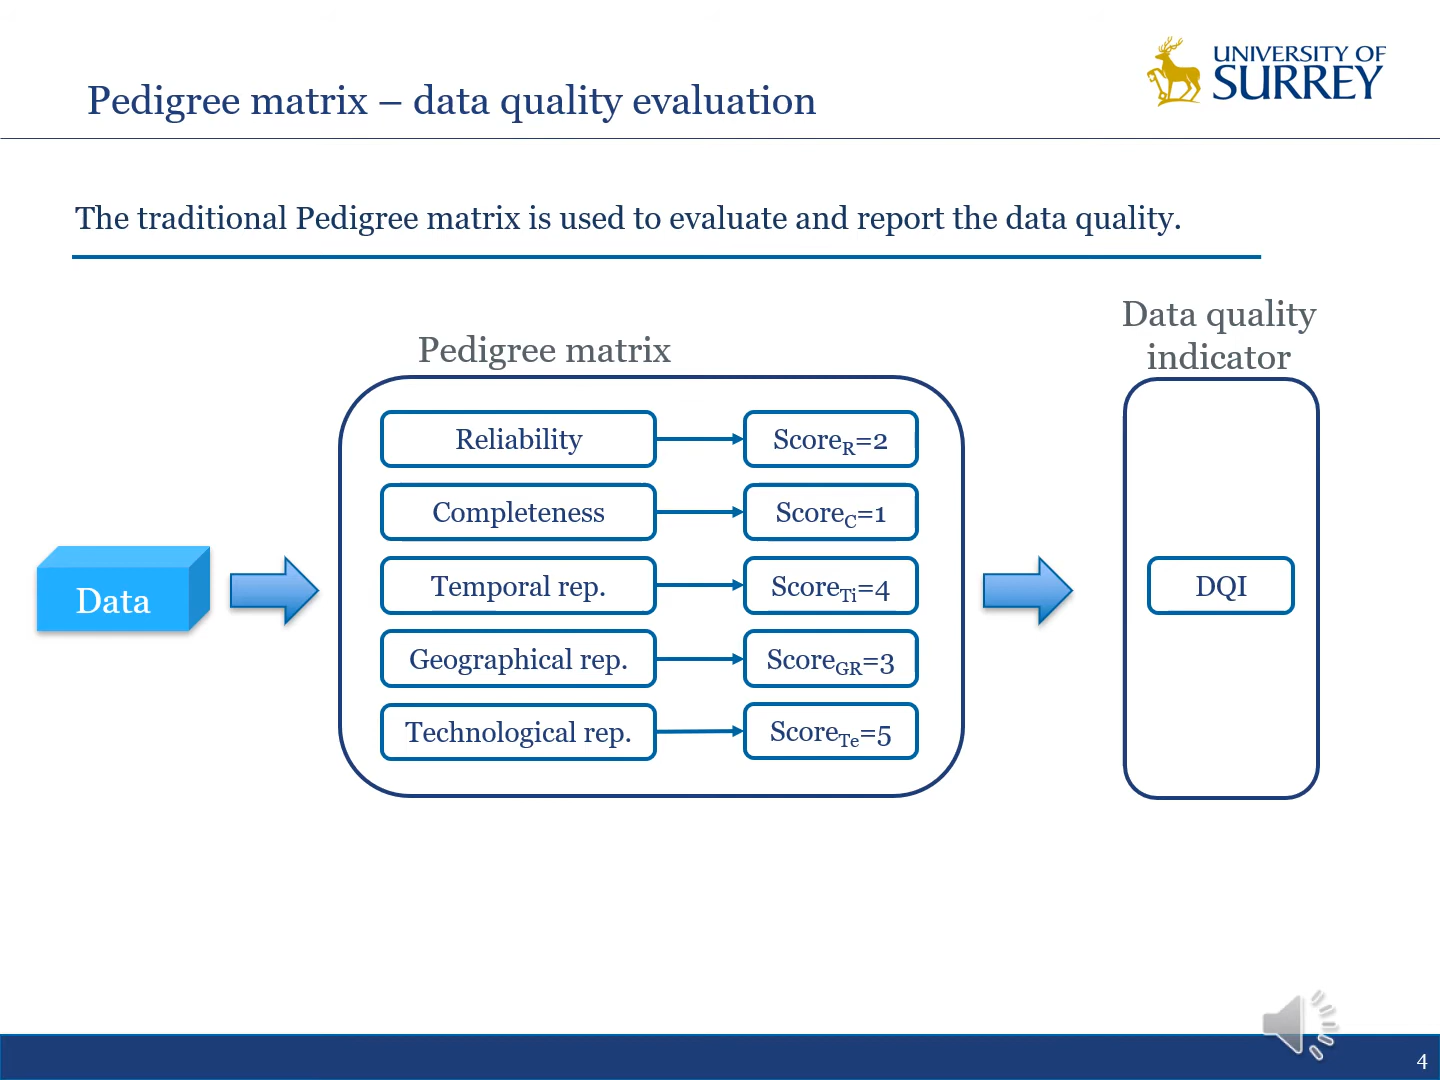 UNIVERSITY OF
SURREY
Pedigree matrix – data quality evaluation
The traditional Pedigree matrix is used to evaluate and report the data quality.
Data quality
indicator
Pedigree matrix
Reliability
ScoreR=2
Completeness
ScoreC=1
Temporal rep.
ScoreTi=4
Geographical rep.
ScoreGR=3
Technological rep.
ScoreTe=5
Data
DQI
4